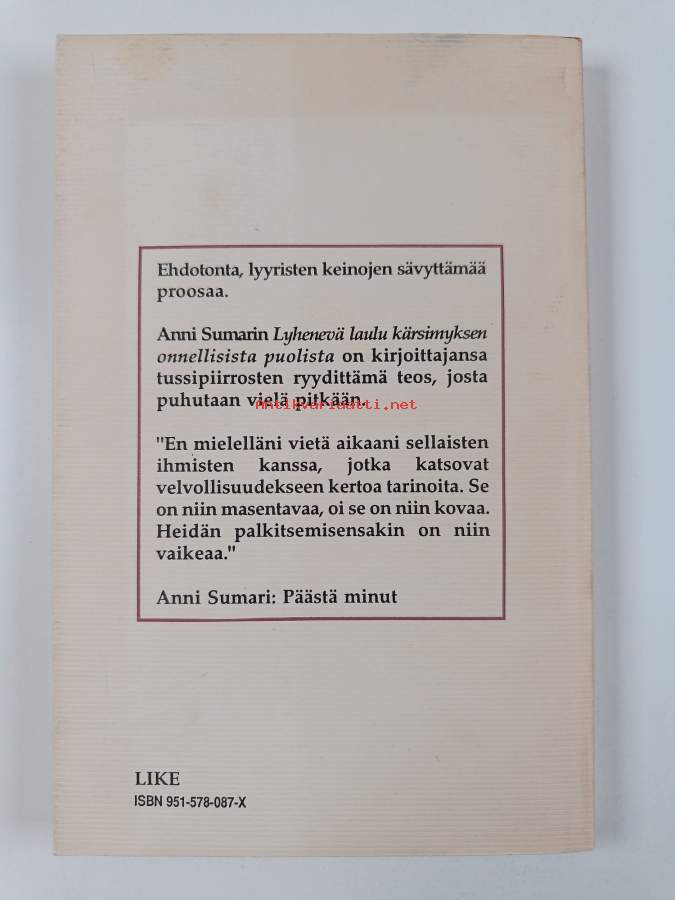 Ehdotonta, lyyristen keinojen sävyttämää
proosaa.
Anni Sumarin Lyhenevä laulu kärsimyksen
onnellisista puolista on kirjoittajansa
tussipiirrosten ryydittämä teos, josta
puhutaan vielä pitkään.
Antikvariaatti.net
"En mielelläni vietä aikaani sellaisten
ihmisten kanssa, jotka katsovat
velvollisuudekseen kertoa tarinoita. Se
on niin masentavaa, oi se on niin kovaa.
Heidän palkitsemisensakin on niin
vaikeaa."
Anni Sumari: Päästä minut
LIKE
ISBN 951-578-087-X